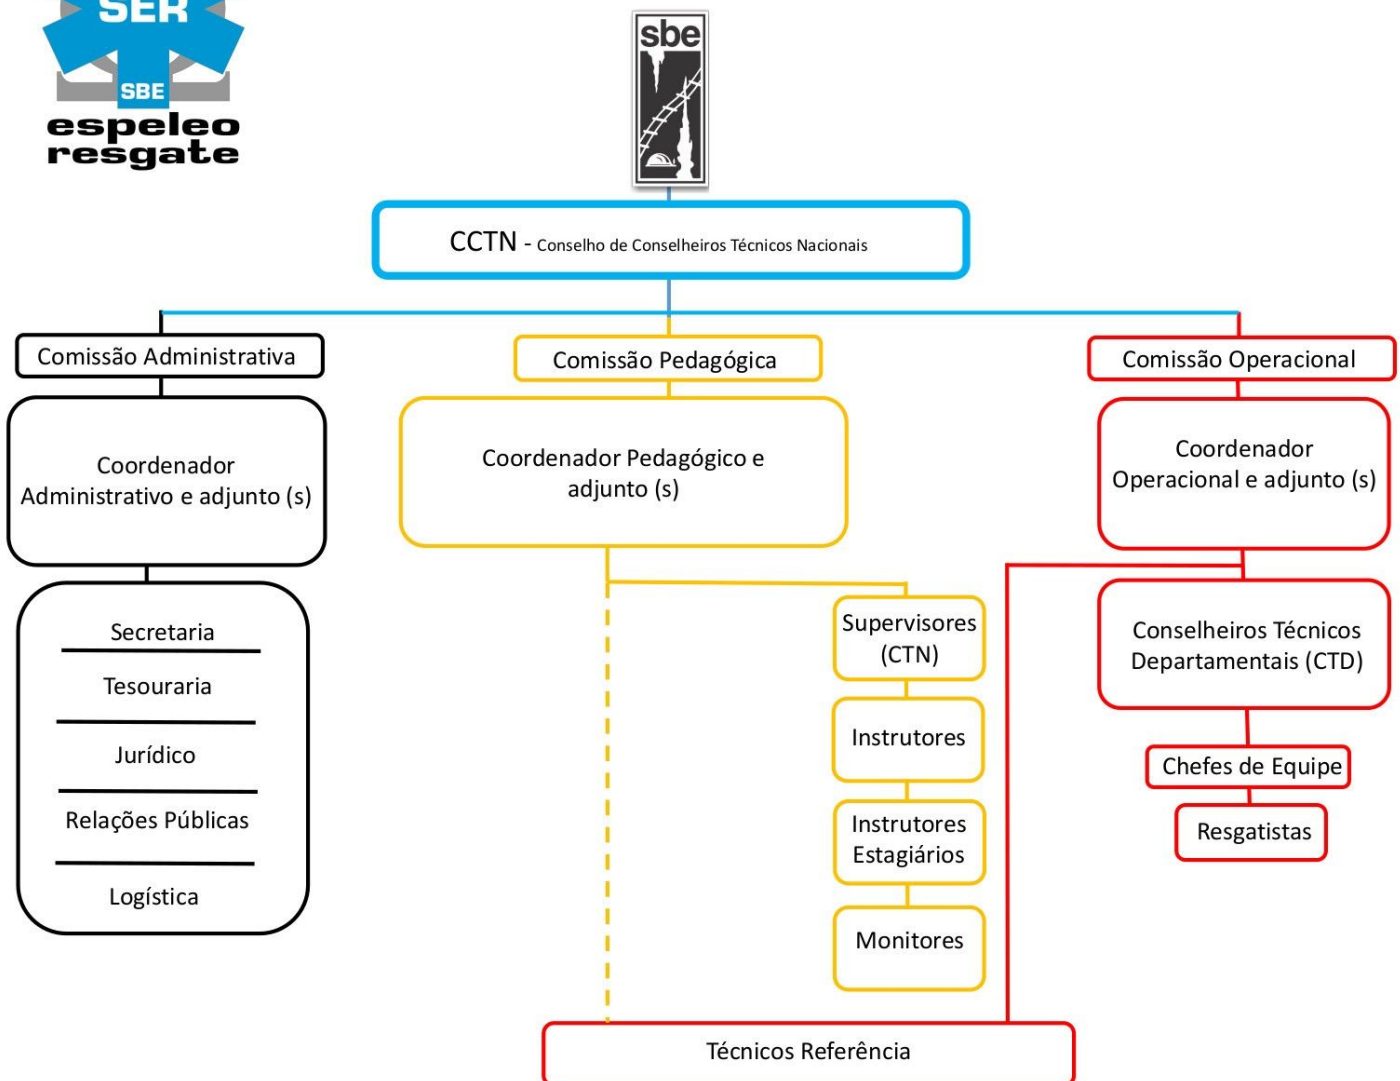 SER
SBE
espeleo
resgate
sbe
CCTN - Conselho de Conselheiros Técnicos Nacionais
Comissão Administrativa
Coordenador
Administrativo e adjunto (s)
Secretaria
Tesouraria
Jurídico
Relações Públicas
Logística
Comissão Pedagógica
Coordenador Pedagógico e
adjunto (s)
Supervisores
(CTN)
Instrutores
Instrutores
Estagiários
Monitores
Comissão Operacional
Coordenador
Operacional e adjunto (s)
Conselheiros Técnicos
Departamentais (CTD)
Chefes de Equipe
Resgatistas
Técnicos Referência